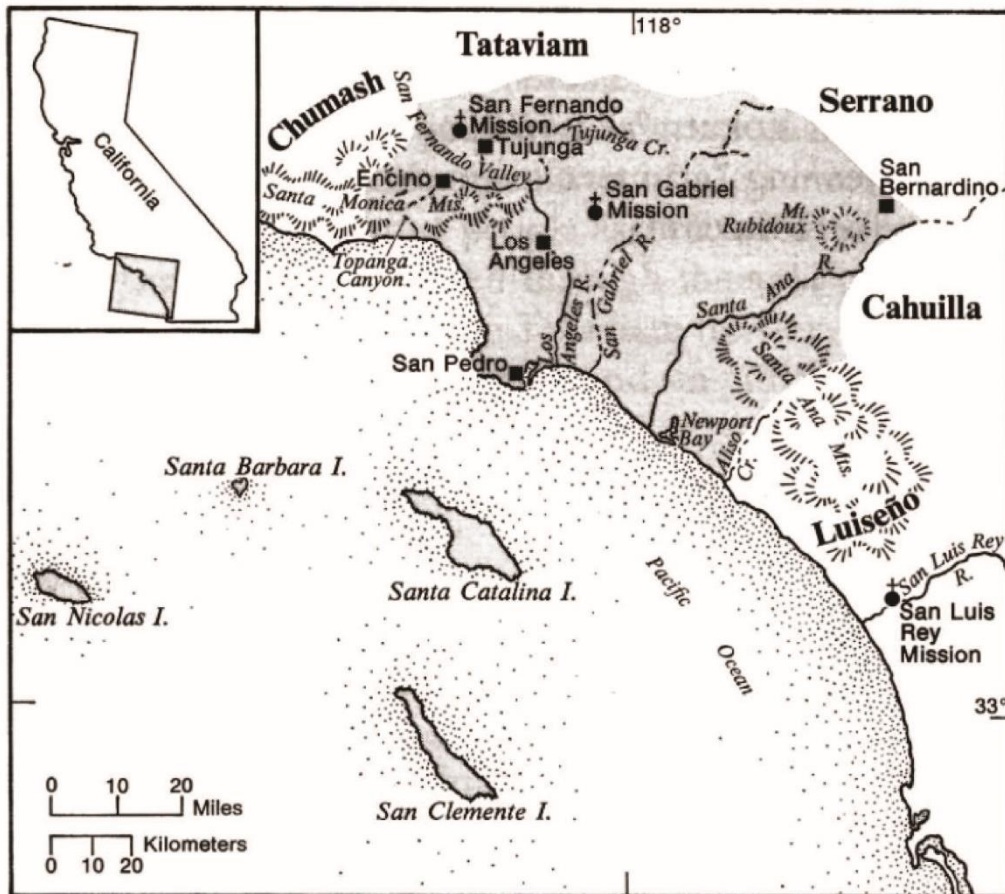 118°
Tataviam
Chumash
Serrano
California
San Fernando Valley
San Fernando
Mission
Tujunga
Tujunga Cr.
Encino
Santa Monica Mts.
San Gabriel
Mission
San
Bernardino
Mt.
Rubidoux
Topanga
Canyon
Los
Angeles
Los Angeles R.
San Gabriel R.
Santa Ana R.
Cahuilla
San Pedro
Santa Ana Mts.
Newport
Bay
Aliso
Cr.
Santa Barbara I.
Luiseño
San Nicolas I.
Santa Catalina I.
Pacific
Ocean
San Luis Rey
R.
San Luis
Rey
Mission
33°
San Clemente I.
0 10 20
Miles
Kilometers
0 10 20